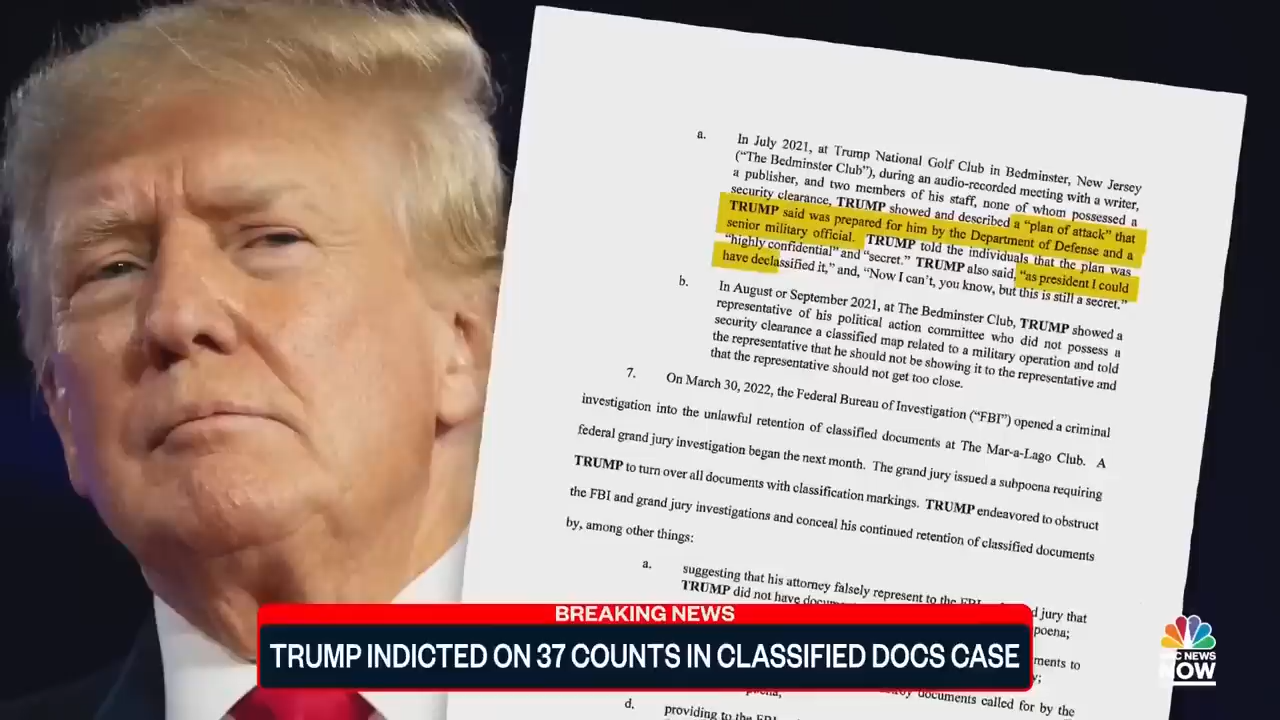 a. In July 2021, at Trump National Golf Club in Bedminster, New Jersey
(“The Bedminster Club”), during an audio-recorded meeting with a writer,
a publisher, and two members of his staff, none of whom possessed a
security clearance, TRUMP showed and described a “plan of attack” that
TRUMP said was prepared for him by the Department of Defense and a
senior military official. TRUMP told the individuals that the plan was
“highly confidential” and “secret.” TRUMP also said, “as president I could
have declassified it,” and, “Now I can’t, you know, but this is still a secret.”
b. In August or September 2021, at The Bedminster Club, TRUMP showed a
representative of his political action committee who did not possess a
security clearance a classified map related to a military operation and told
the representative that he should not be showing it to the representative and
that the representative should not get too close.
7. On March 30, 2022, the Federal Bureau of Investigation (“FBI”) opened a criminal
investigation into the unlawful retention of classified documents at The Mar-a-Lago Club. A
federal grand jury investigation began the next month. The grand jury issued a subpoena requiring
TRUMP to turn over all documents with classification markings. TRUMP endeavored to obstruct
the FBI and grand jury investigations and conceal his continued retention of classified documents
by, among other things:
a. suggesting that his attorney falsely represent to the FBI jury that
TRUMP did not have
BREAKING NEWS
TRUMP INDICTED ON 37 COUNTS IN CLASSIFIED DOCS CASE
documents called for by the
d. providing to the FBI
NEWS
NOW